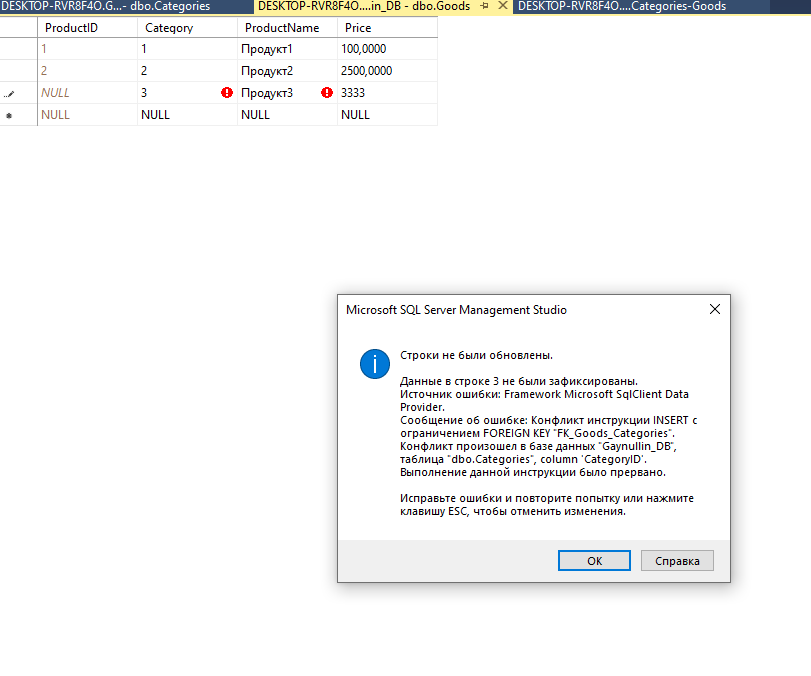 DESKTOP-RVR8F4O.G...- dbo.Categories DESKTOP-RVR8F4O....in_DB - dbo.Goods DESKTOP-RVR8F4O....Categories-Goods
ProductID Category ProductName Price
1 1 Продукт1 100,0000
2 2 Продукт2 2500,0000
NULL 3 Продукт3 3333
NULL NULL NULL NULL
Microsoft SQL Server Management Studio
Строки не были обновлены.
Данные в строке 3 не были зафиксированы.
Источник ошибки: Framework Microsoft SqlClient Data
Provider.
Сообщение об ошибке: Конфликт инструкции INSERT с
ограничением FOREIGN KEY "FK_Goods_Categories".
Конфликт произошел в базе данных "Gaynullin_DB",
таблица "dbo.Categories", column 'CategoryID'.
Выполнение данной инструкции было прервано.
Исправьте ошибки и повторите попытку или нажмите
клавишу ESC, чтобы отменить изменения.
OK Справка